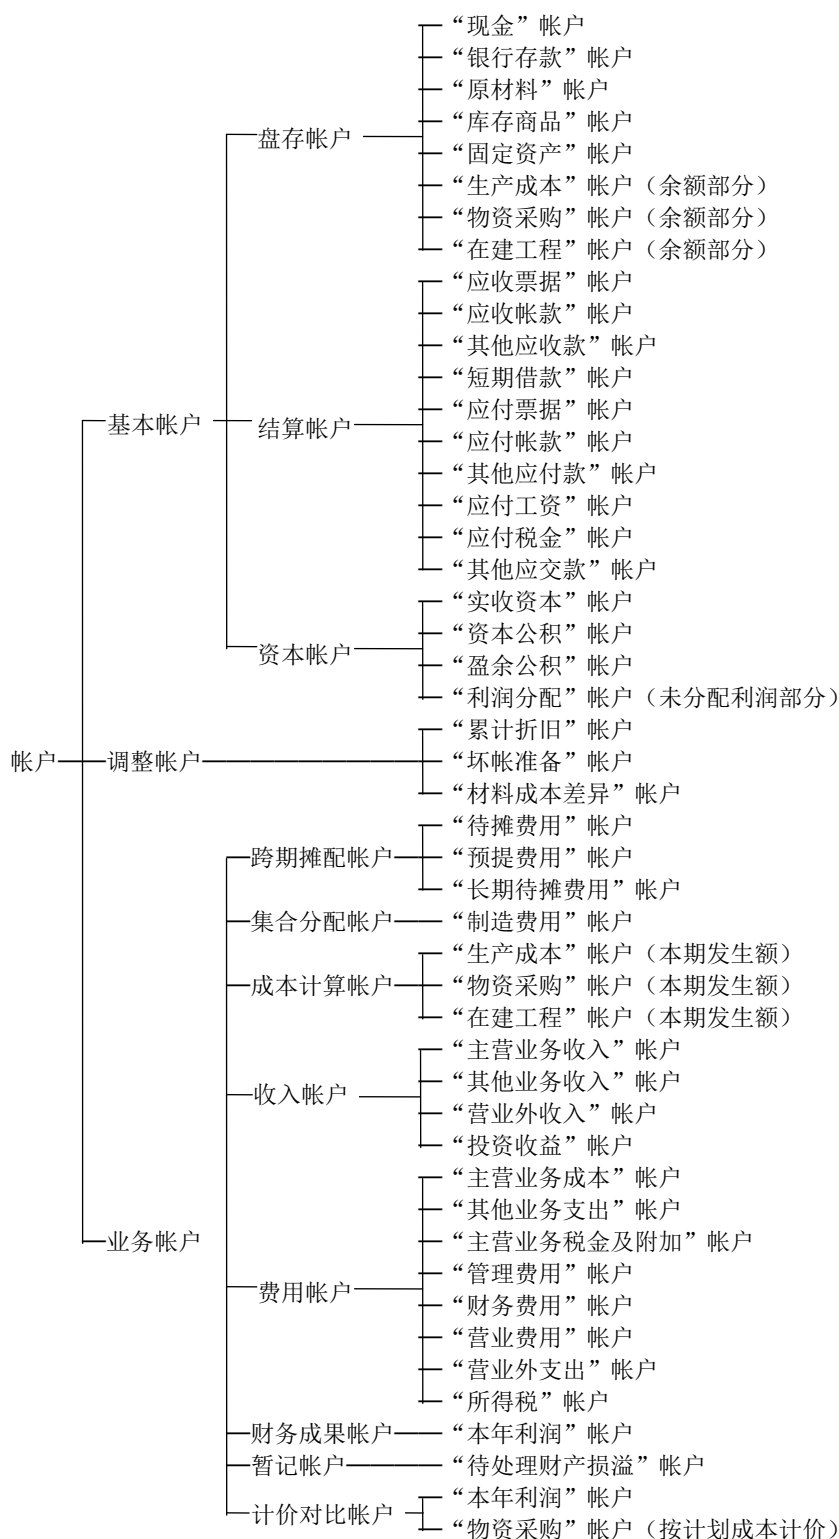 “现金”帐户
“银行存款”帐户
“原材料”帐户
“库存商品”帐户
盘存帐户
“固定资产”帐户
“生产成本”帐户（余额部分）
“物资采购”帐户（余额部分）
“在建工程”帐户（余额部分）
“应收票据”帐户
“应收帐款”帐户
“其他应收款”帐户
“短期借款”帐户
“应付票据”帐户
基本帐户
结算帐户
“应付帐款”帐户
“其他应付款”帐户
“应付工资”帐户
“应付税金”帐户
“其他应交款”帐户
“实收资本”帐户
“资本公积”帐户
资本帐户
“盈余公积”帐户
“利润分配”帐户（未分配利润部分）
“累计折旧”帐户
帐户
调整帐户
“坏帐准备”帐户
“材料成本差异”帐户
“待摊费用”帐户
跨期摊配帐户
“预提费用”帐户
“长期待摊费用”帐户
集合分配帐户
“制造费用”帐户
“生产成本”帐户（本期发生额）
成本计算帐户
“物资采购”帐户（本期发生额）
“在建工程”帐户（本期发生额）
“主营业务收入”帐户
“其他业务收入”帐户
收入帐户
“营业外收入”帐户
“投资收益”帐户
“主营业务成本”帐户
“其他业务支出”帐户
业务帐户
“主营业务税金及附加”帐户
“管理费用”帐户
费用帐户
“财务费用”帐户
“营业费用”帐户
“营业外支出”帐户
“所得税”帐户
财务成果帐户
“本年利润”帐户
暂记帐户
“待处理财产损溢”帐户
“本年利润”帐户
计价对比帐户
“物资采购”帐户（按计划成本计价）